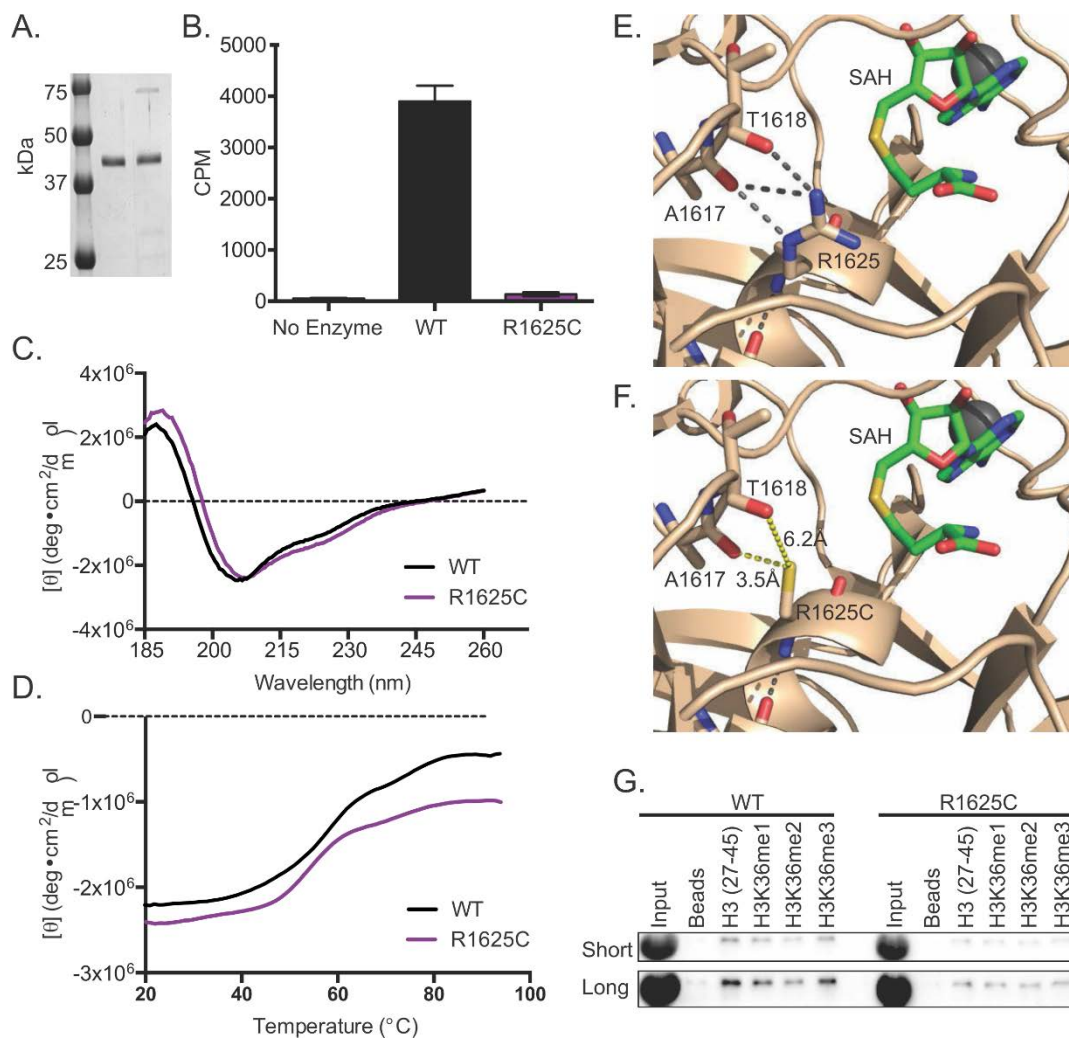 A.
75
50
37
25
kDa
B.
5000
4000
3000
2000
1000
0
CPM
No Enzyme
WT
R1625C
C.
4x10⁶
2x10⁶
0
-2x10⁶
-4x10⁶
[θ] (deg•cm²/d
m
ol)
185
200
215
230
245
260
Wavelength (nm)
WT
R1625C
D.
0
-1x10⁶
-2x10⁶
-3x10⁶
[θ] (deg•cm²/d
m
ol)
20
40
60
80
100
Temperature (°C)
WT
R1625C
E.
SAH
T1618
A1617
R1625
F.
SAH
T1618
6.2Å
A1617
3.5Å
R1625C
G.
WT
R1625C
Input
Beads
H3 (27-45)
H3K36me1
H3K36me2
H3K36me3
Input
Beads
H3 (27-45)
H3K36me1
H3K36me2
H3K36me3
Short
Long